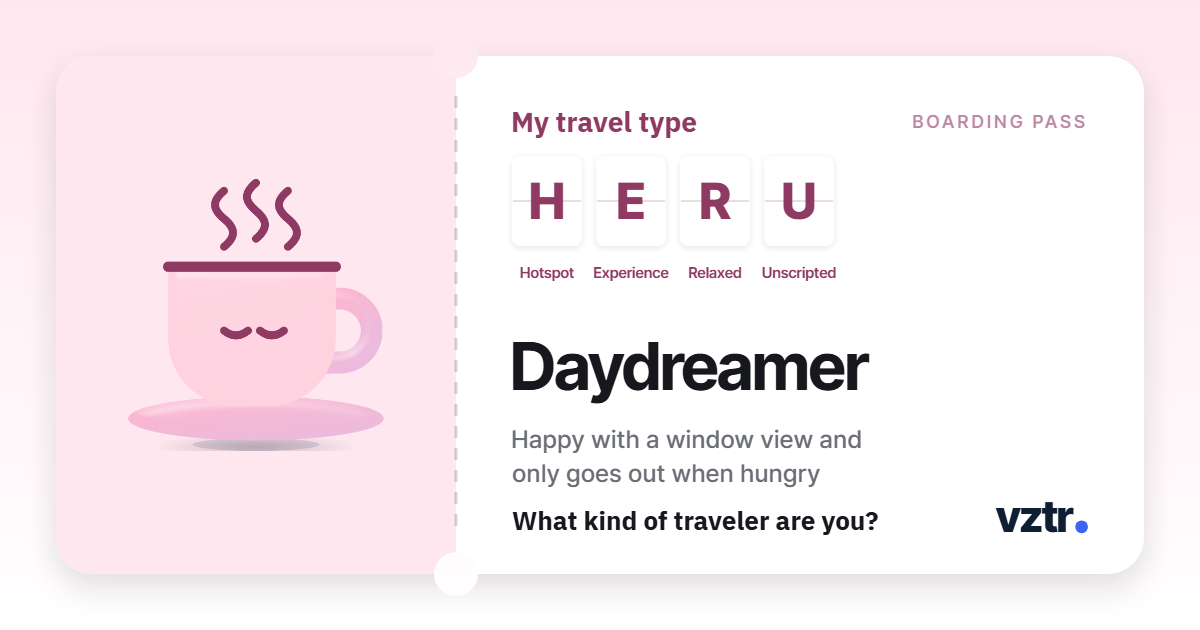 My travel type
BOARDING PASS
H E R U
Hotspot Experience Relaxed Unscripted
Daydreamer
Happy with a window view and
only goes out when hungry
What kind of traveler are you?
vztr.